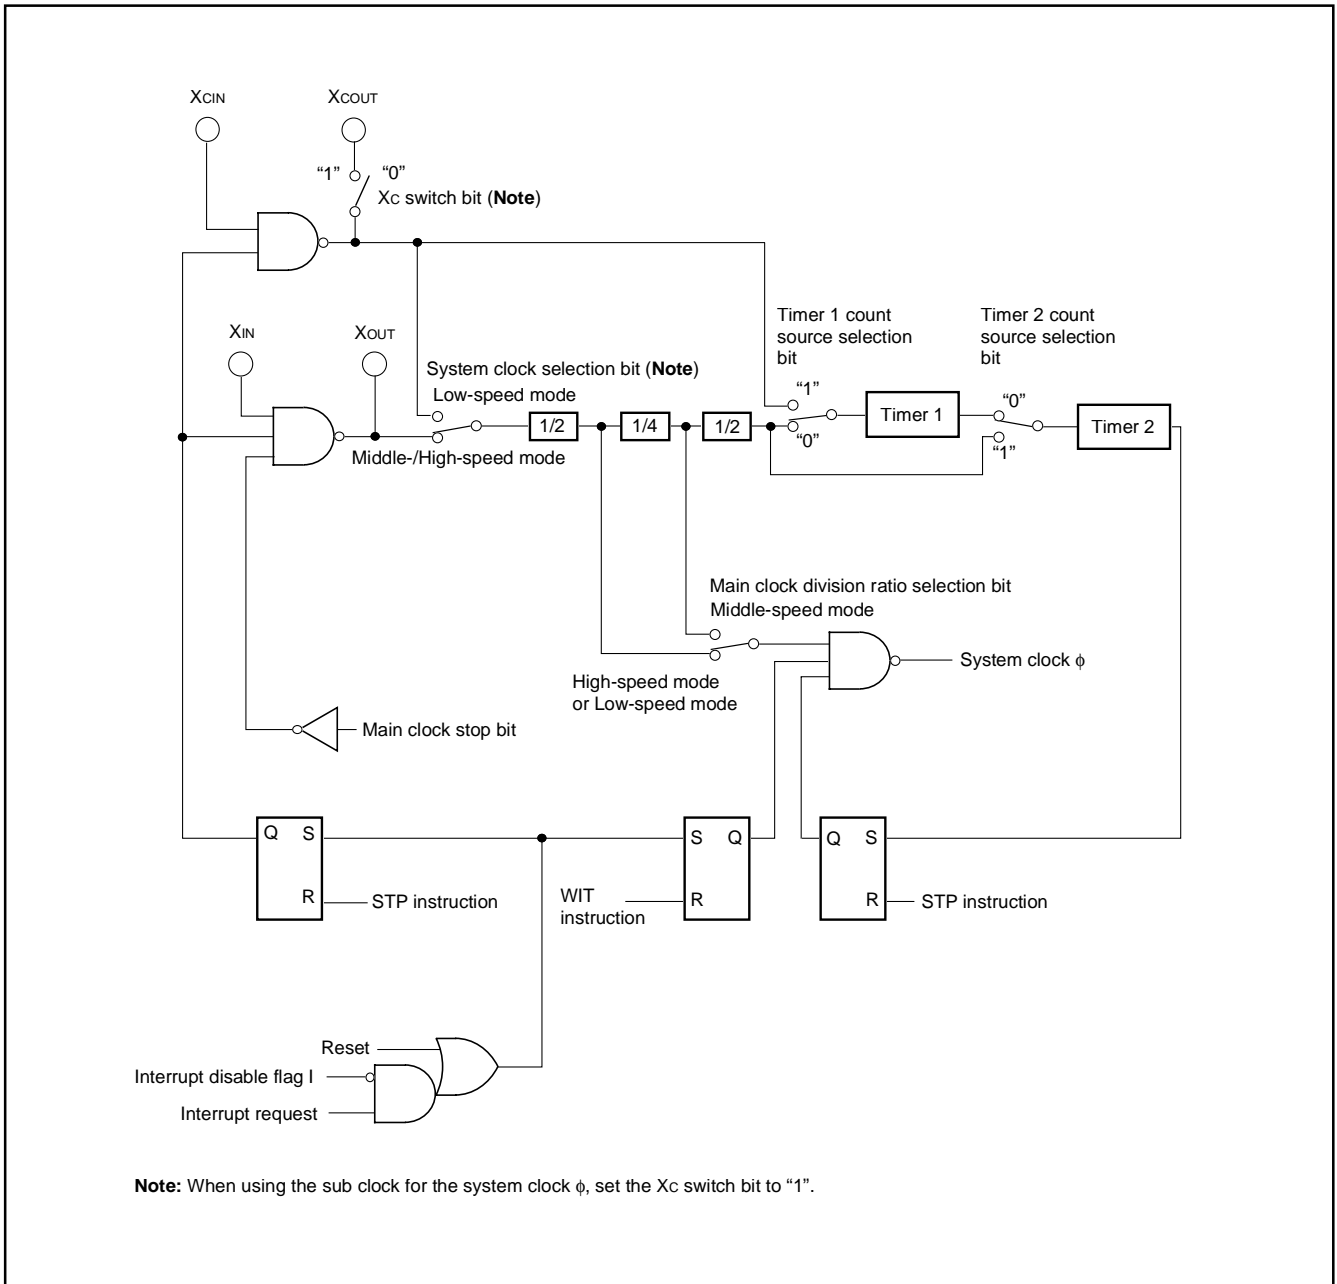 XCIN
XCOUT
“1” “0”
XC switch bit (Note)
XIN
XOUT
System clock selection bit (Note)
Low-speed mode
Middle-/High-speed mode
1/2
1/4
1/2
Timer 1 count
source selection
bit
“1”
“0”
Timer 1
Timer 2 count
source selection
bit
“0”
“1”
Timer 2
Main clock division ratio selection bit
Middle-speed mode
High-speed mode
or Low-speed mode
System clock ϕ
Main clock stop bit
Q S
R
STP instruction
S Q
R
WIT
instruction
Q S
R
STP instruction
Reset
Interrupt disable flag I
Interrupt request
Note: When using the sub clock for the system clock ϕ, set the XC switch bit to “1”.